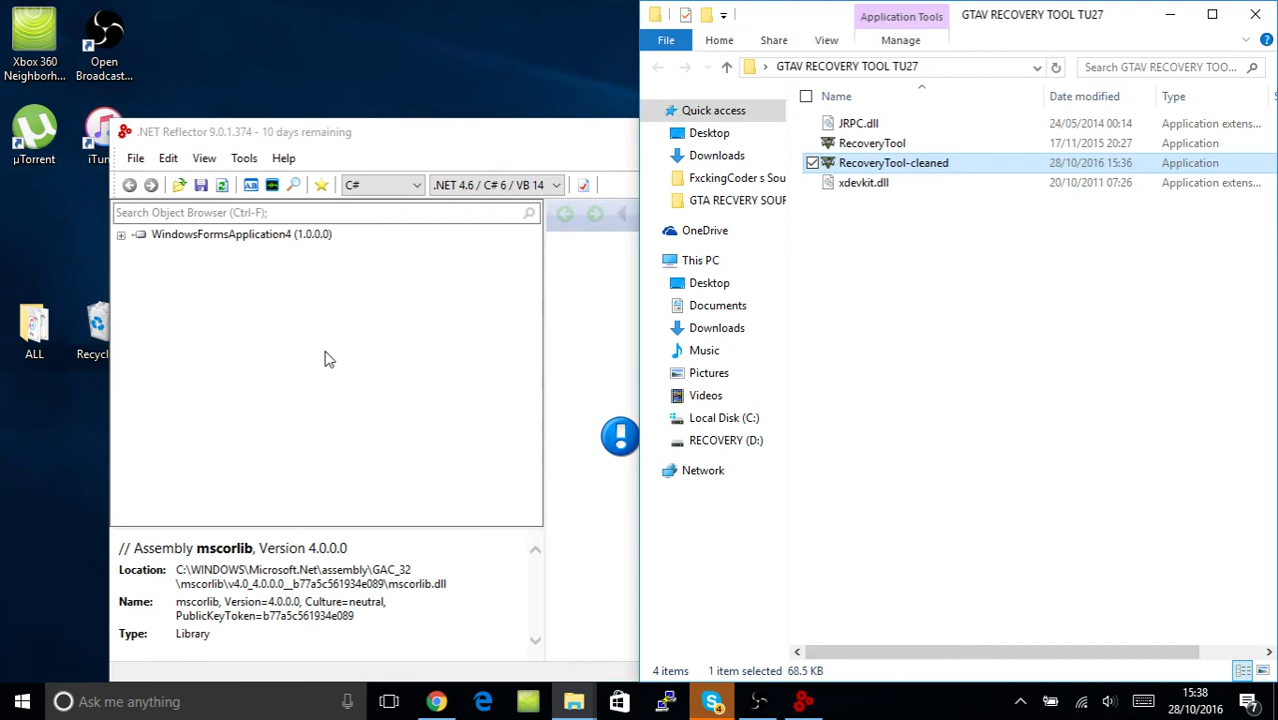 Xbox 360
Neighborh...
Open
Broadcast...
µTorrent
iTun
ALL
Recycl
.NET Reflector 9.0.1.374 - 10 days remaining
File Edit View Tools Help
C# .NET 4.6 / C# 6 / VB 14
Search Object Browser (Ctrl-F);
WindowsFormsApplication4 (1.0.0.0)
// Assembly mscorlib, Version 4.0.0.0
Location: C:\WINDOWS\Microsoft.Net\assembly\GAC_32
\mscorlib\v4.0_4.0.0.0__b77a5c561934e089\mscorlib.dll
Name: mscorlib, Version=4.0.0.0, Culture=neutral,
PublicKeyToken=b77a5c561934e089
Type: Library
Application Tools GTAV RECOVERY TOOL TU27
File Home Share View Manage
GTAV RECOVERY TOOL TU27 Search GTAV RECOVERY TOO...
Quick access
Desktop
Downloads
FxckingCoder s Sou
GTA RECVERY SOUF
OneDrive
This PC
Desktop
Documents
Downloads
Music
Pictures
Videos
Local Disk (C:)
RECOVERY (D:)
Network
Name Date modified Type
JRPC.dll 24/05/2014 00:14 Application extens...
RecoveryTool 17/11/2015 20:27 Application
RecoveryTool-cleaned 28/10/2016 15:36 Application
xdevkit.dll 20/10/2011 07:26 Application extens...
4 items 1 item selected 68.5 KB
Ask me anything
4
15:38
28/10/2016
7